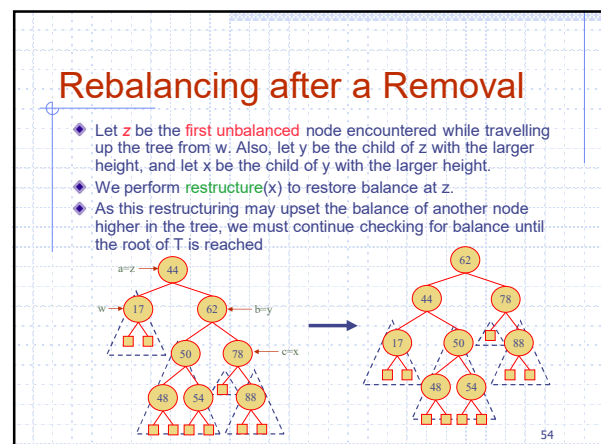 Rebalancing after a Removal
Let z be the first unbalanced node encountered while travelling
up the tree from w. Also, let y be the child of z with the larger
height, and let x be the child of y with the larger height.
We perform restructure(x) to restore balance at z.
As this restructuring may upset the balance of another node
higher in the tree, we must continue checking for balance until
the root of T is reached
a=z
44
w
17
62
b=y
50
78
c=x
48
54
88
62
44
78
17
50
88
48
54
54